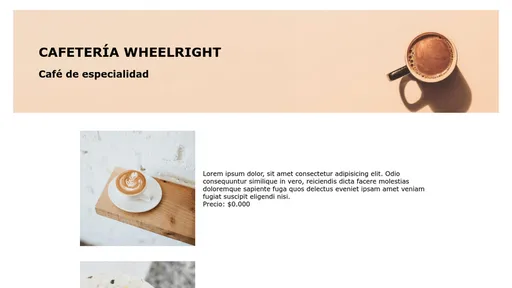 CAFETERÍA WHEELRIGHT
Café de especialidad
Lorem ipsum dolor, sit amet consectetur adipisicing elit. Odio
consequuntur similique in vero, reiciendis dicta facere molestias
doloremque sapiente fuga quos delectus eveniet ipsam amet veniam
fugiat suscipit eligendi nisi.
Precio: $0.000